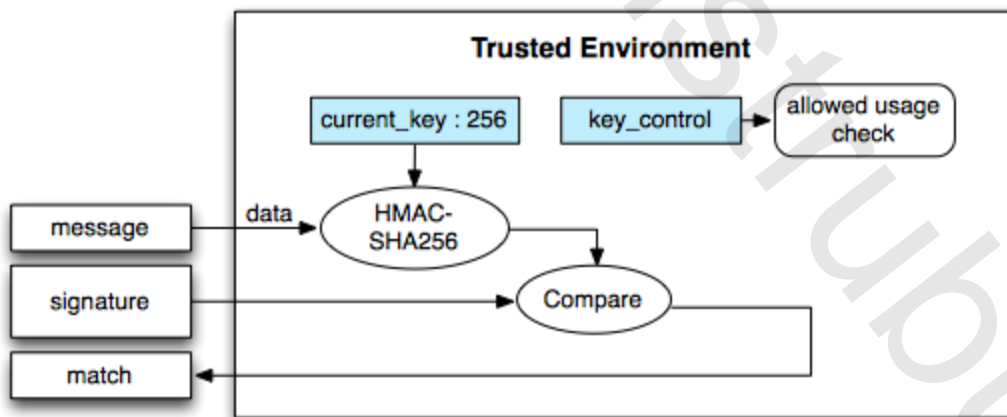 Trusted Environment
current_key : 256
key_control
allowed usage
check
data
message
HMAC-
SHA256
signature
Compare
match